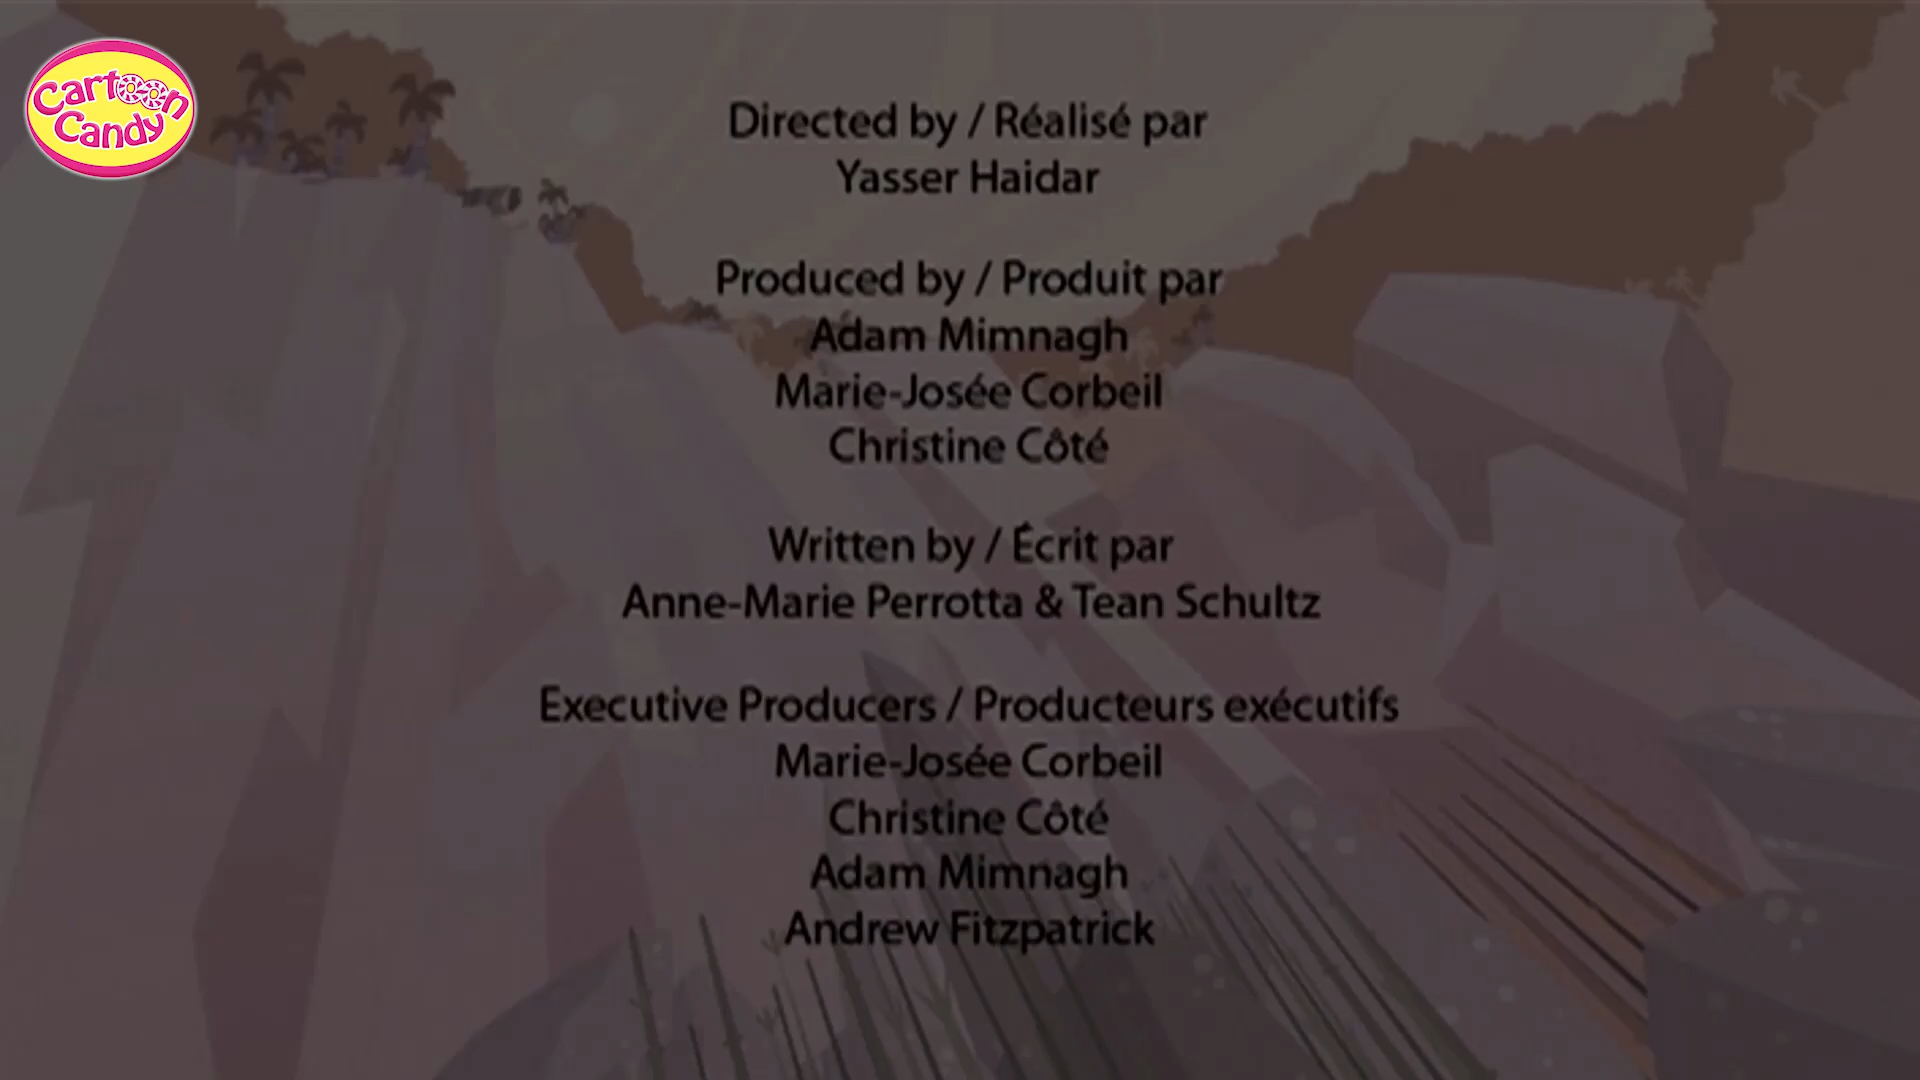 Cartoon
Candy
Directed by / Réalisé par
Yasser Haidar
Produced by / Produit par
Adam Mimnagh
Marie-Josée Corbeil
Christine Côté
Written by / Écrit par
Anne-Marie Perrotta & Tean Schultz
Executive Producers / Producteurs exécutifs
Marie-Josée Corbeil
Christine Côté
Adam Mimnagh
Andrew Fitzpatrick